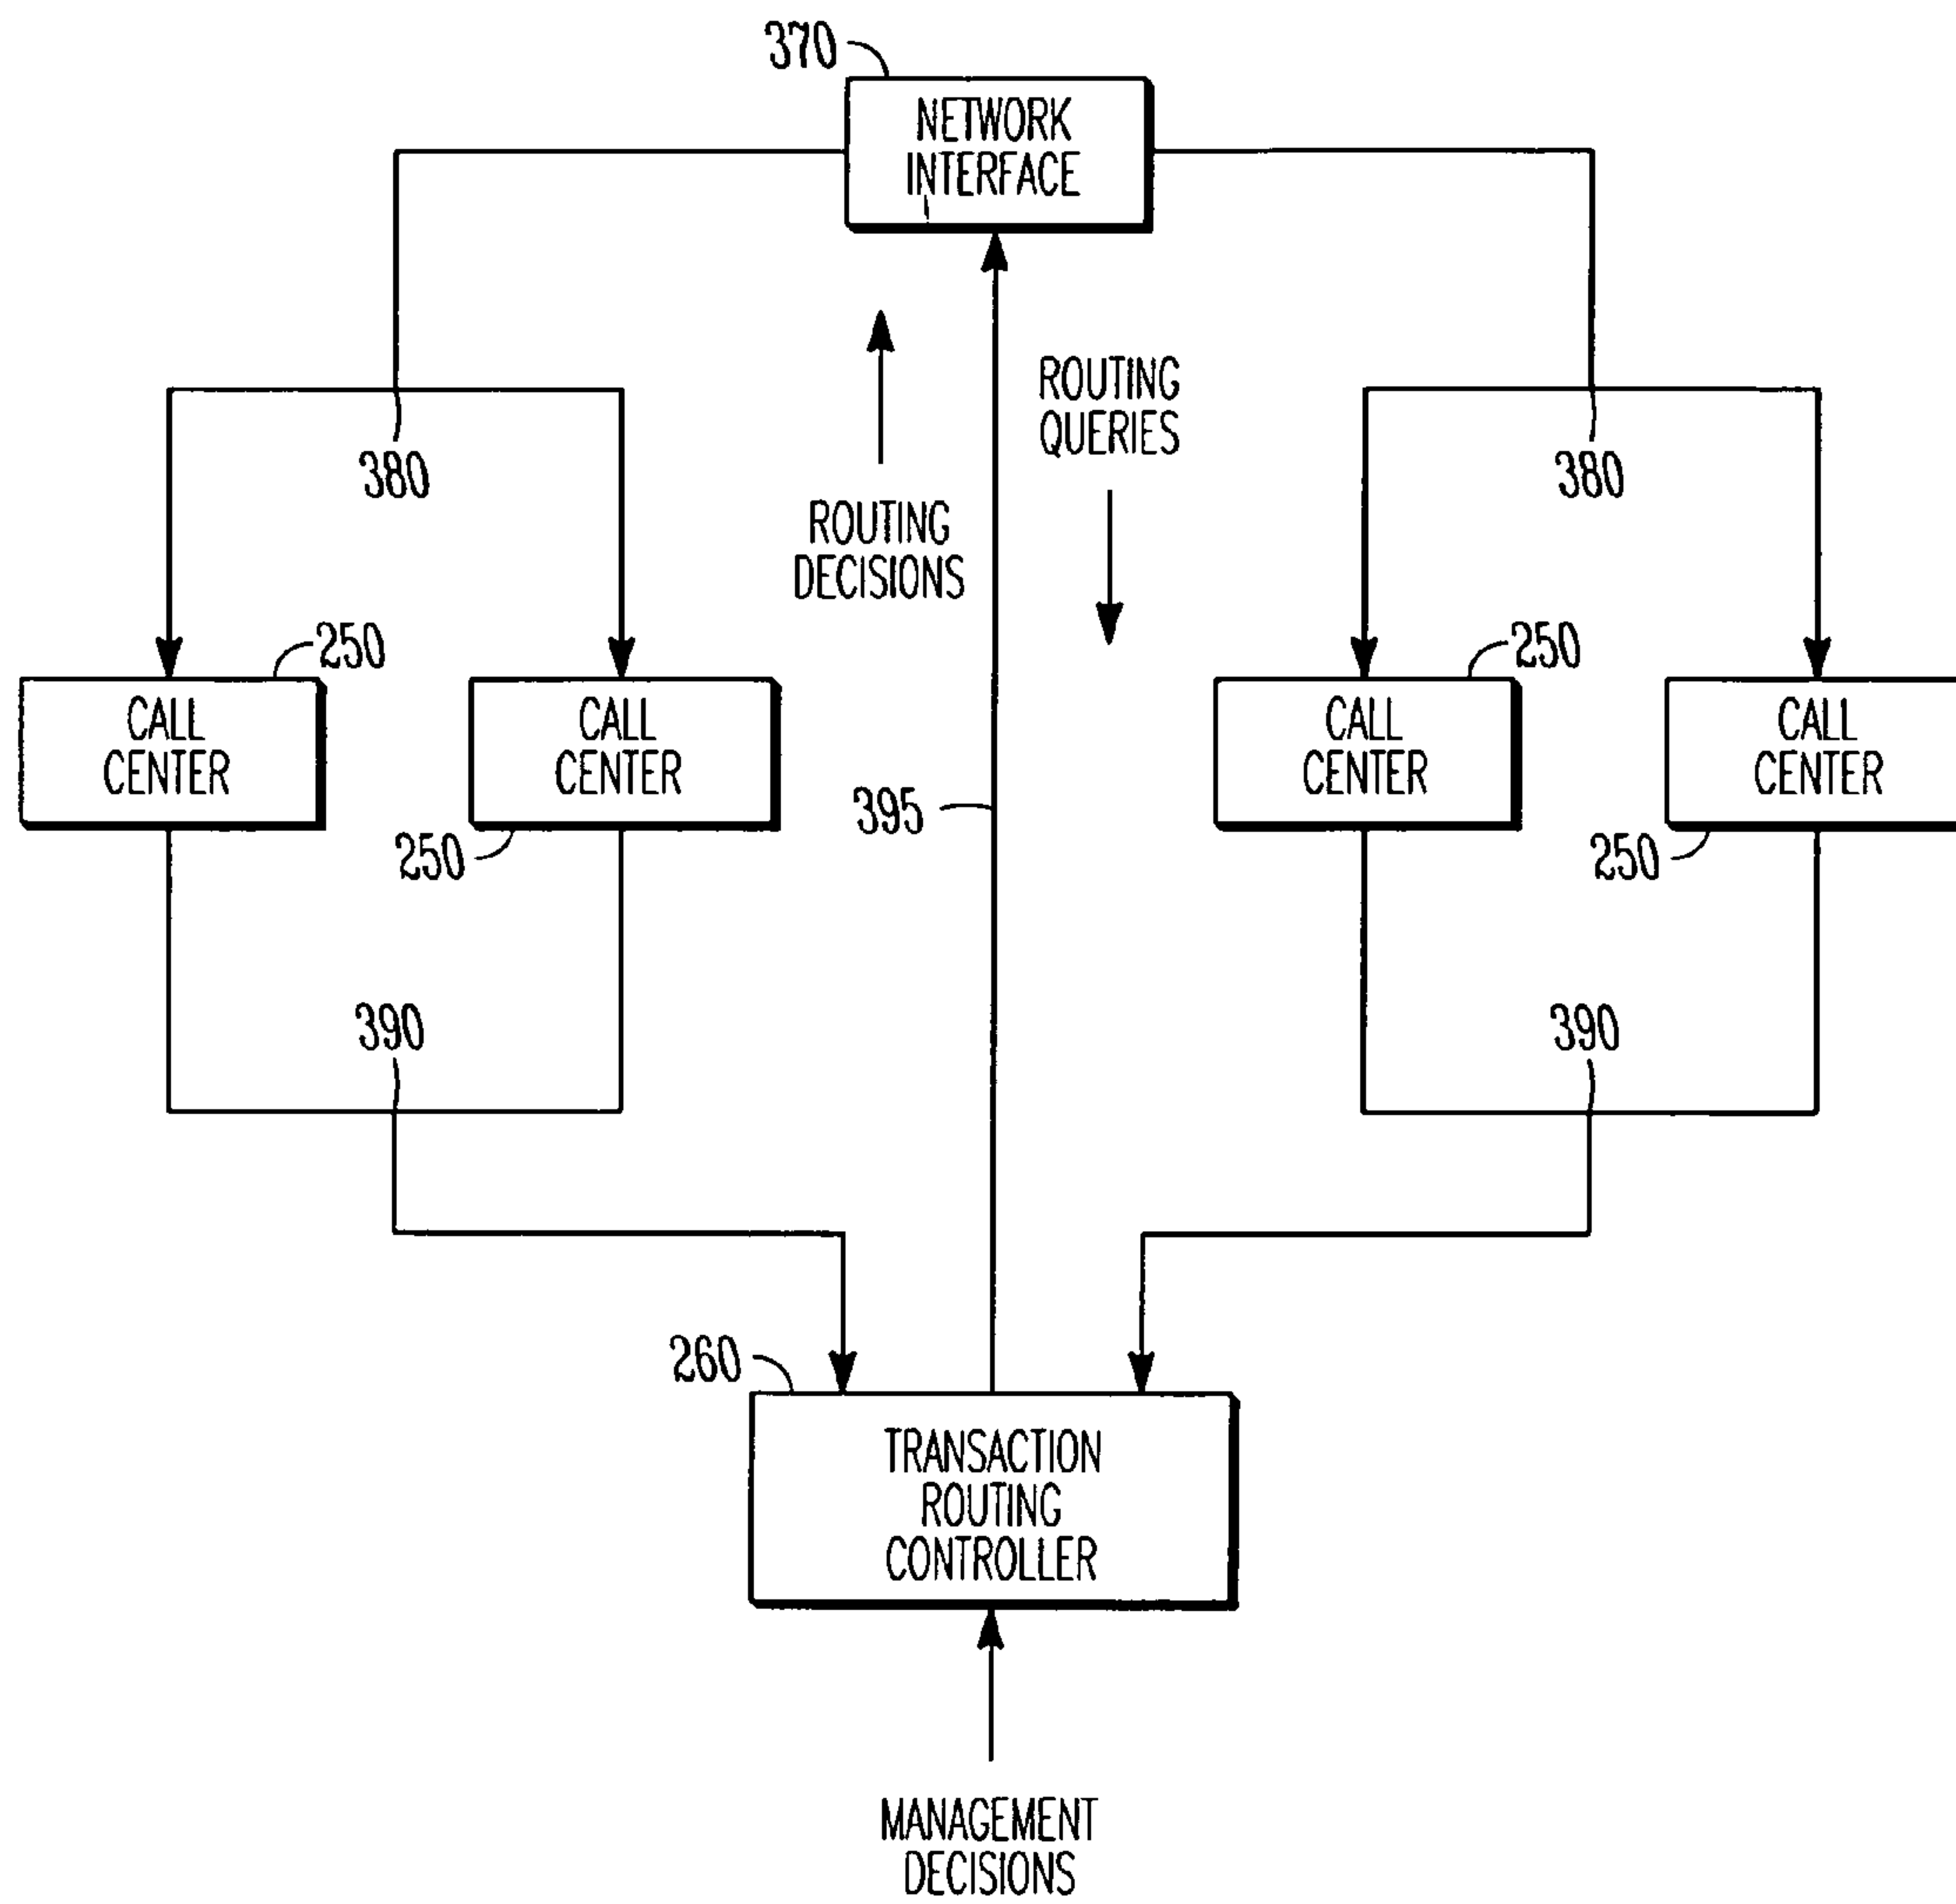 370
NETWORK
INTERFACE
ROUTING
QUERIES
380
380
ROUTING
DECISIONS
250
250
CALL
CENTER
CALL
CENTER
CALL
CENTER
CALL
CENTER
395
250
250
390
390
260
TRANSACTION
ROUTING
CONTROLLER
MANAGEMENT
DECISIONS